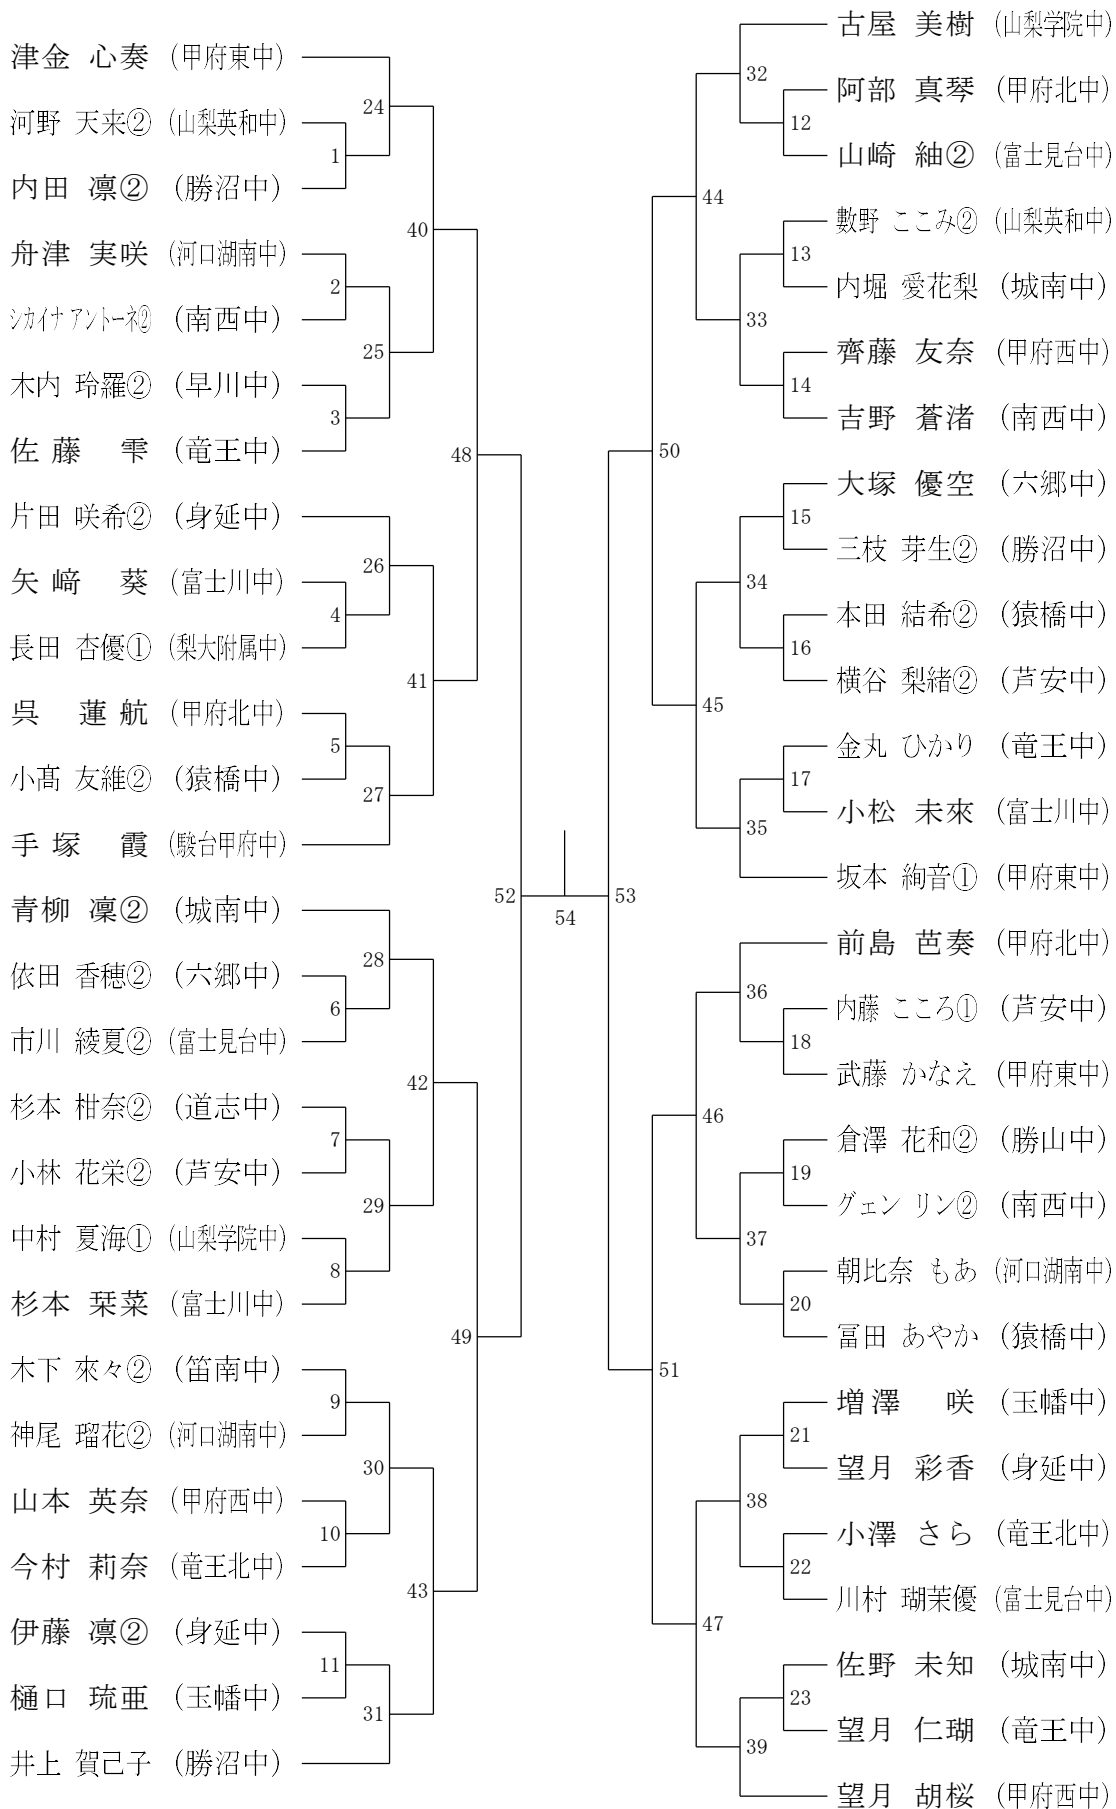 津金 心奏 (甲府東中)
河野 天来② (山梨英和中)
内田 凛② (勝沼中)
舟津 実咲 (河口湖南中)
シカイナ アントーネ② (南西中)
木内 玲羅② (早川中)
佐藤 雫 (竜王中)
片田 咲希② (身延中)
矢﨑 葵 (富士川中)
長田 杏優① (梨大附属中)
呉 蓮航 (甲府北中)
小髙 友維② (猿橋中)
手塚 霞 (駿台甲府中)
青柳 凜② (城南中)
依田 香穂② (六郷中)
市川 綾夏② (富士見台中)
杉本 柑奈② (道志中)
小林 花栄② (芦安中)
中村 夏海① (山梨学院中)
杉本 栞菜 (富士川中)
木下 來々② (笛南中)
神尾 瑠花② (河口湖南中)
山本 英奈 (甲府西中)
今村 莉奈 (竜王北中)
伊藤 凛② (身延中)
樋口 琉亜 (玉幡中)
井上 賀己子 (勝沼中)
1
2
3
4
5
6
7
8
9
10
11
24
25
26
27
28
29
30
31
40
41
42
43
48
49
52
54
53
50
51
44
45
46
47
32
33
34
35
36
37
38
39
12
13
14
15
16
17
18
19
20
21
22
23
古屋 美樹 (山梨学院中)
阿部 真琴 (甲府北中)
山崎 紬② (富士見台中)
數野 ここみ② (山梨英和中)
内堀 愛花梨 (城南中)
齊藤 友奈 (甲府西中)
吉野 蒼渚 (南西中)
大塚 優空 (六郷中)
三枝 芽生② (勝沼中)
本田 結希② (猿橋中)
横谷 梨緒② (芦安中)
金丸 ひかり (竜王中)
小松 未來 (富士川中)
坂本 絢音① (甲府東中)
前島 芭奏 (甲府北中)
内藤 こころ① (芦安中)
武藤 かなえ (甲府東中)
倉澤 花和② (勝山中)
グェン リン② (南西中)
朝比奈 もあ (河口湖南中)
冨田 あやか (猿橋中)
増澤 咲 (玉幡中)
望月 彩香 (身延中)
小澤 さら (竜王北中)
川村 瑚茉優 (富士見台中)
佐野 未知 (城南中)
望月 仁瑚 (竜王中)
望月 胡桜 (甲府西中)